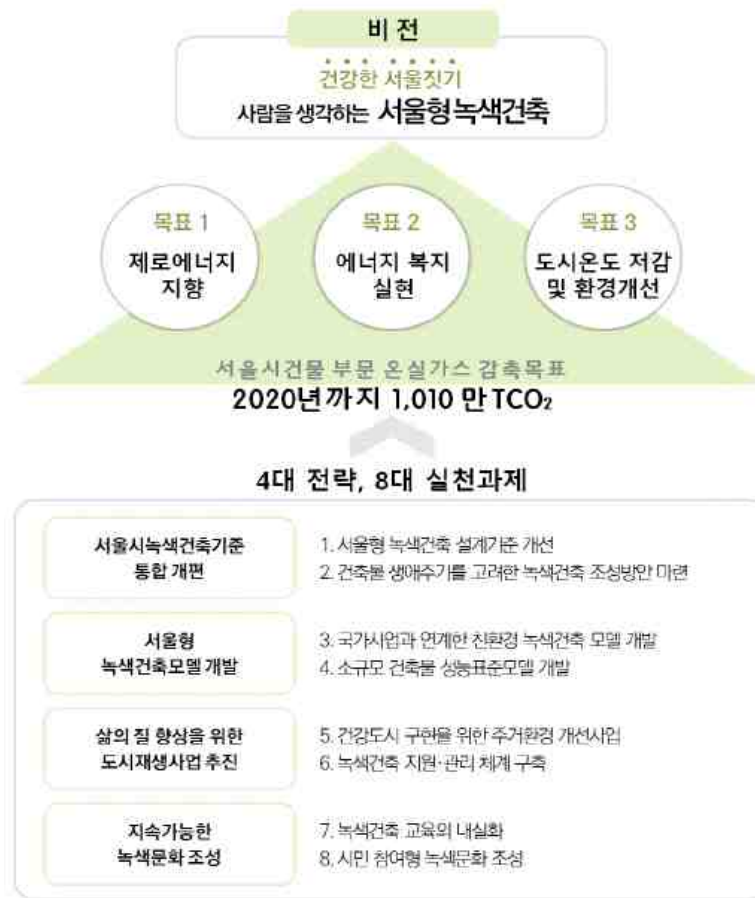 비 전
건강한 서울짓기
사람을 생각하는 서울형 녹색건축
목표 1
제로에너지
지향
목표 2
에너지 복지
실현
목표 3
도시온도 저감
및 환경개선
서울시건물 부문 온실가스 감축목표
2020년까지 1,010 만 TCO₂
4대 전략, 8대 실천과제
서울시녹색건축기준
통합 개편
1. 서울형 녹색건축 설계기준 개선
2. 건축물 생애주기를 고려한 녹색건축 조성방안 마련
서울형
녹색건축모델 개발
3. 국가사업과 연계한 친환경 녹색건축 모델 개발
4. 소규모 건축물 성능표준모델 개발
삶의 질 향상을 위한
도시재생사업 추진
5. 건강도시 구현을 위한 주거환경 개선사업
6. 녹색건축 지원·관리 체계 구축
지속가능한
녹색문화 조성
7. 녹색건축 교육의 내실화
8. 시민 참여형 녹색문화 조성